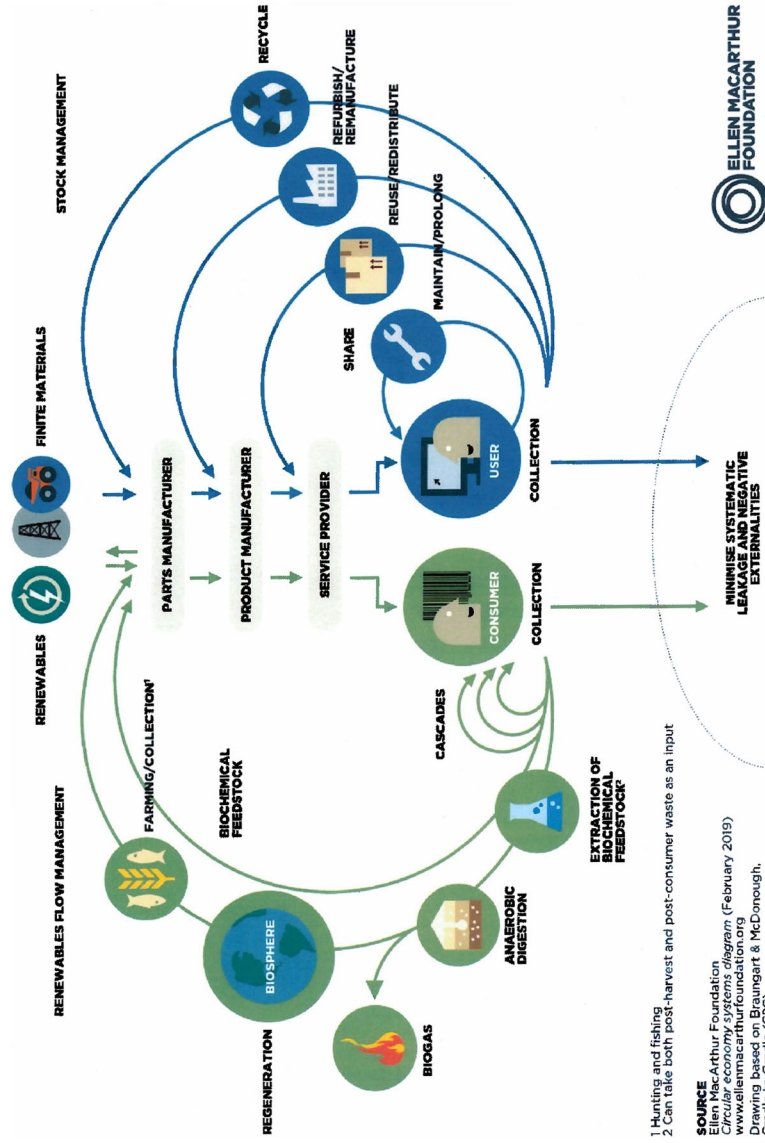 RENEWABLES
FINITE MATERIALS
RENEWABLES FLOW MANAGEMENT
STOCK MANAGEMENT
FARMING/COLLECTION¹
PARTS MANUFACTURER
RECYCLE
BIOCHEMICAL
FEEDSTOCK
PRODUCT MANUFACTURER
REFURBISH/
REMANUFACTURE
REGENERATION
BIOSPHERE
SERVICE PROVIDER
REUSE/REDISTRIBUTE
SHARE
MAINTAIN/PROLONG
BIOGAS
CASCADES
CONSUMER
USER
ANAEROBIC
DIGESTION
COLLECTION
COLLECTION
EXTRACTION OF
BIOCHEMICAL
FEEDSTOCK²
MINIMISE SYSTEMATIC
LEAKAGE AND NEGATIVE
EXTERNALITIES
1 Hunting and fishing
2 Can take both post-harvest and post-consumer waste as an input
SOURCE
Ellen MacArthur Foundation
Circular economy systems diagram (February 2019)
www.ellenmacarthurfoundation.org
Drawing based on Braungart & McDonough,
ELLEN MACARTHUR
FOUNDATION